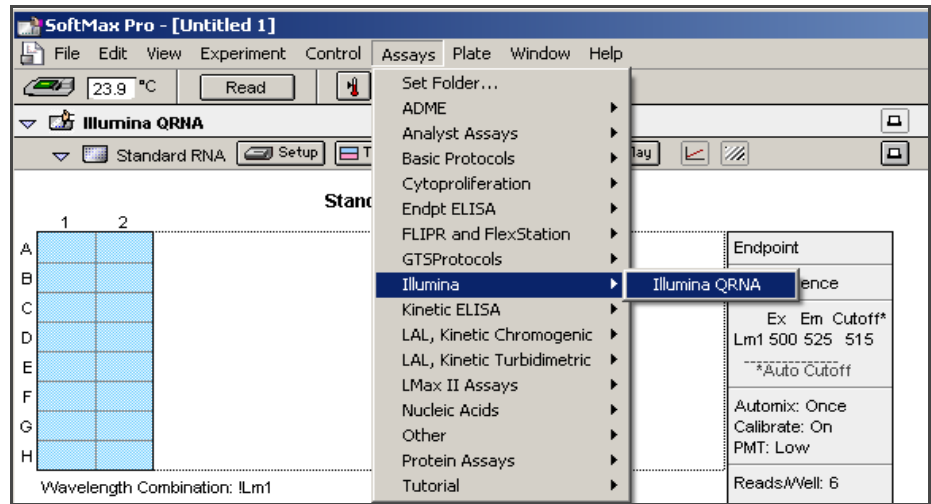 SoftMax Pro - [Untitled 1]
File Edit View Experiment Control Assays Plate Window Help
23.9 °C Read
Illumina QRNA
Standard RNA Setup
Set Folder...
ADME
Analyst Assays
Basic Protocols
Cytoproliferation
Endpt ELISA
FLIPR and FlexStation
GTSProtocols
Illumina
Kinetic ELISA
LAL, Kinetic Chromogenic
LAL, Kinetic Turbidimetric
LMax II Assays
Nucleic Acids
Other
Protein Assays
Tutorial
Illumina QRNA
1 2
A
B
C
D
E
F
G
H
Wavelength Combination: !Lm1
Endpoint
Ex Em Cutoff*
Lm1 500 525 515
*Auto Cutoff
Automix: Once
Calibrate: On
PMT: Low
Reads/Well: 6